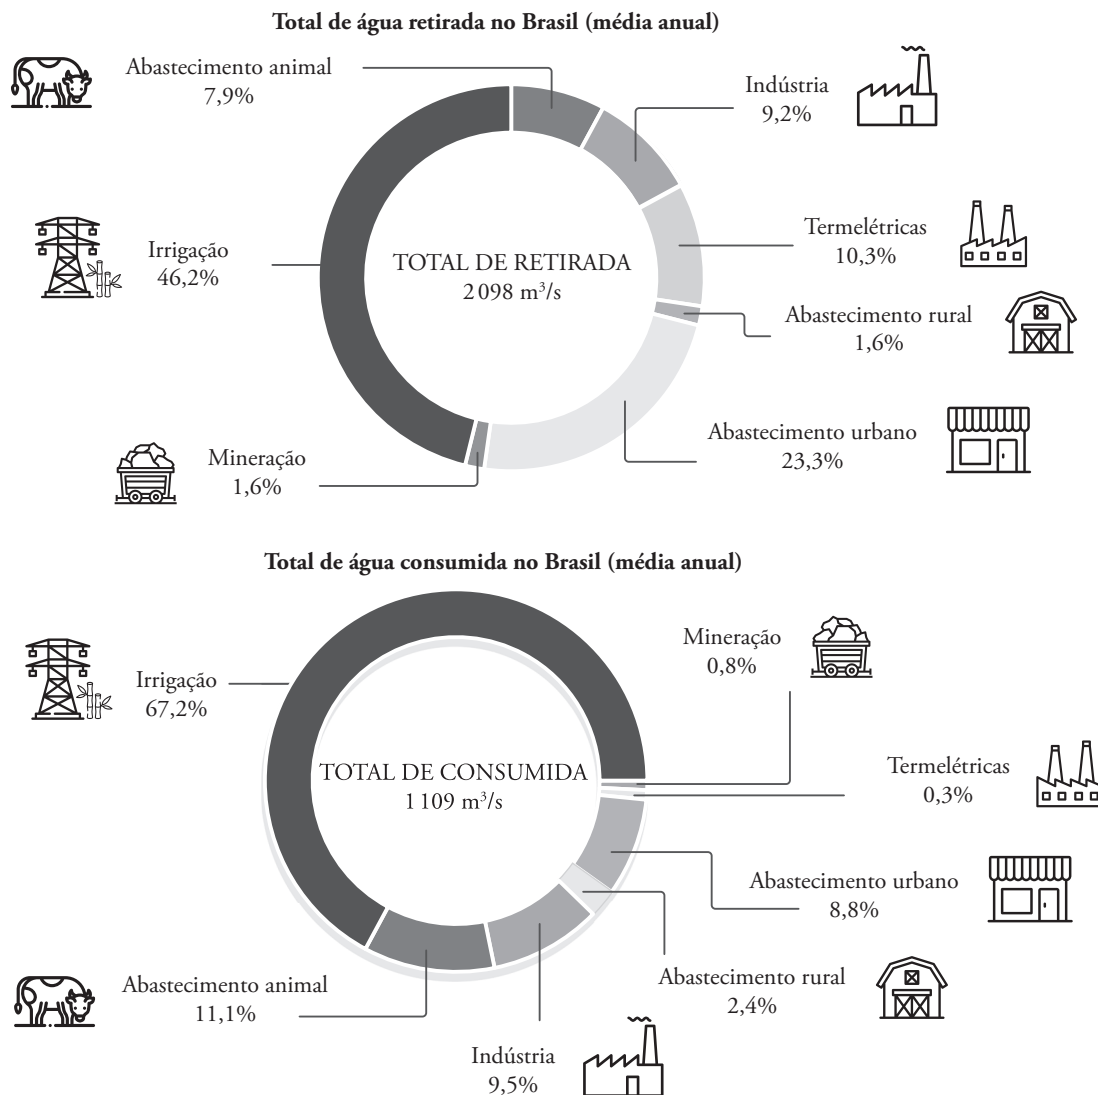 Total de água retirada no Brasil (média anual)
Abastecimento animal
7,9%
Indústria
9,2%
Termelétricas
10,3%
Irrigação
46,2%
TOTAL DE RETIRADA
2 098 m³/s
Abastecimento rural
1,6%
Abastecimento urbano
23,3%
Mineração
1,6%
Total de água consumida no Brasil (média anual)
Mineração
0,8%
Irrigação
67,2%
Termelétricas
0,3%
TOTAL DE CONSUMIDA
1 109 m³/s
Abastecimento urbano
8,8%
Abastecimento rural
2,4%
Abastecimento animal
11,1%
Indústria
9,5%